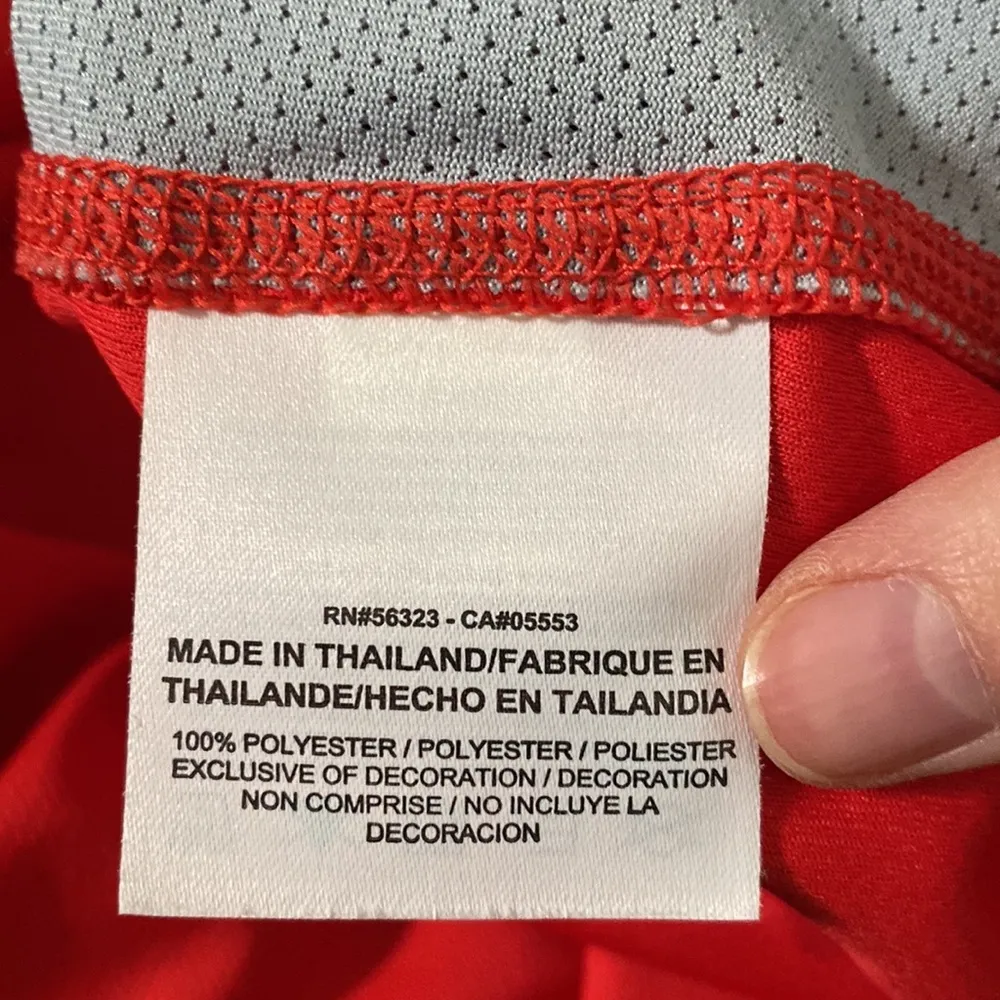 RN#56323 - CA#05553
MADE IN THAILAND/FABRIQUE EN
THAILANDE/HECHO EN TAILANDIA
100% POLYESTER / POLYESTER / POLIESTER
EXCLUSIVE OF DECORATION / DECORATION
NON COMPRISE / NO INCLUYE LA
DECORACION